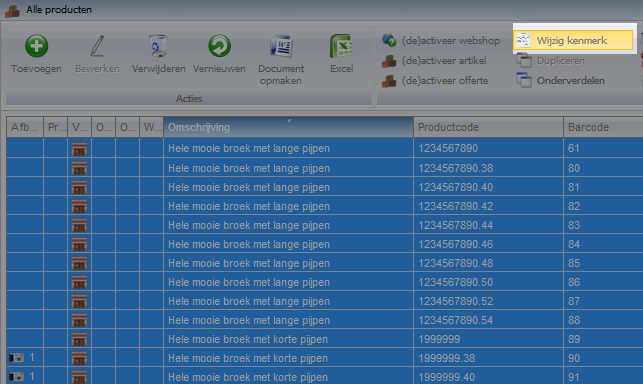 Alle producten
Toevoegen
Bewerken
Verwijderen
Vernieuwen
Document opmaken
Excel
Acties
(de)activeer webshop
(de)activeer artikel
(de)activeer offerte
Wijzig kenmerk
Dupliceren
Onderverdelen
Afb... Pr... V... O... O... W... Omschrijving Productcode Barcode
Hele mooie broek met lange pijpen 1234567890 61
Hele mooie broek met lange pijpen 1234567890.38 80
Hele mooie broek met lange pijpen 1234567890.40 81
Hele mooie broek met lange pijpen 1234567890.42 82
Hele mooie broek met lange pijpen 1234567890.44 83
Hele mooie broek met lange pijpen 1234567890.46 84
Hele mooie broek met lange pijpen 1234567890.48 85
Hele mooie broek met lange pijpen 1234567890.50 86
Hele mooie broek met lange pijpen 1234567890.52 87
Hele mooie broek met lange pijpen 1234567890.54 88
Hele mooie broek met korte pijpen 1999999 89
1 Hele mooie broek met korte pijpen 1999999.38 90
1 Hele mooie broek met korte pijpen 1999999.40 91